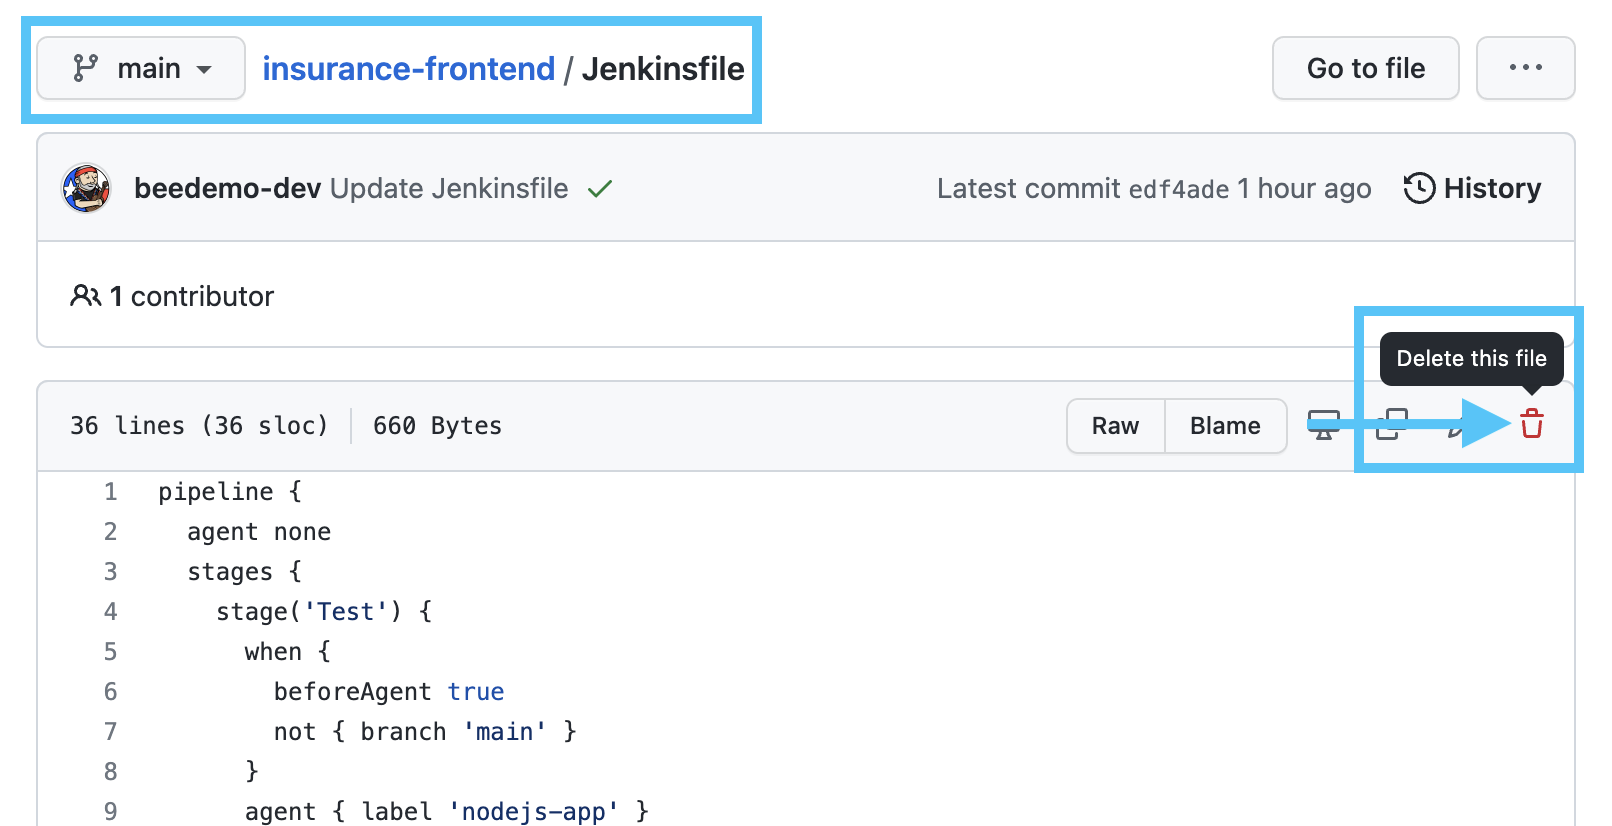 main insurance-frontend / Jenkinsfile Go to file ...
beedemo-dev Update Jenkinsfile Latest commit edf4ade 1 hour ago History
1 contributor
Delete this file
36 lines (36 sloc) 660 Bytes Raw Blame
1 pipeline {
2   agent none
3   stages {
4     stage('Test') {
5       when {
6         beforeAgent true
7         not { branch 'main' }
8       }
9       agent { label 'nodejs-app' }